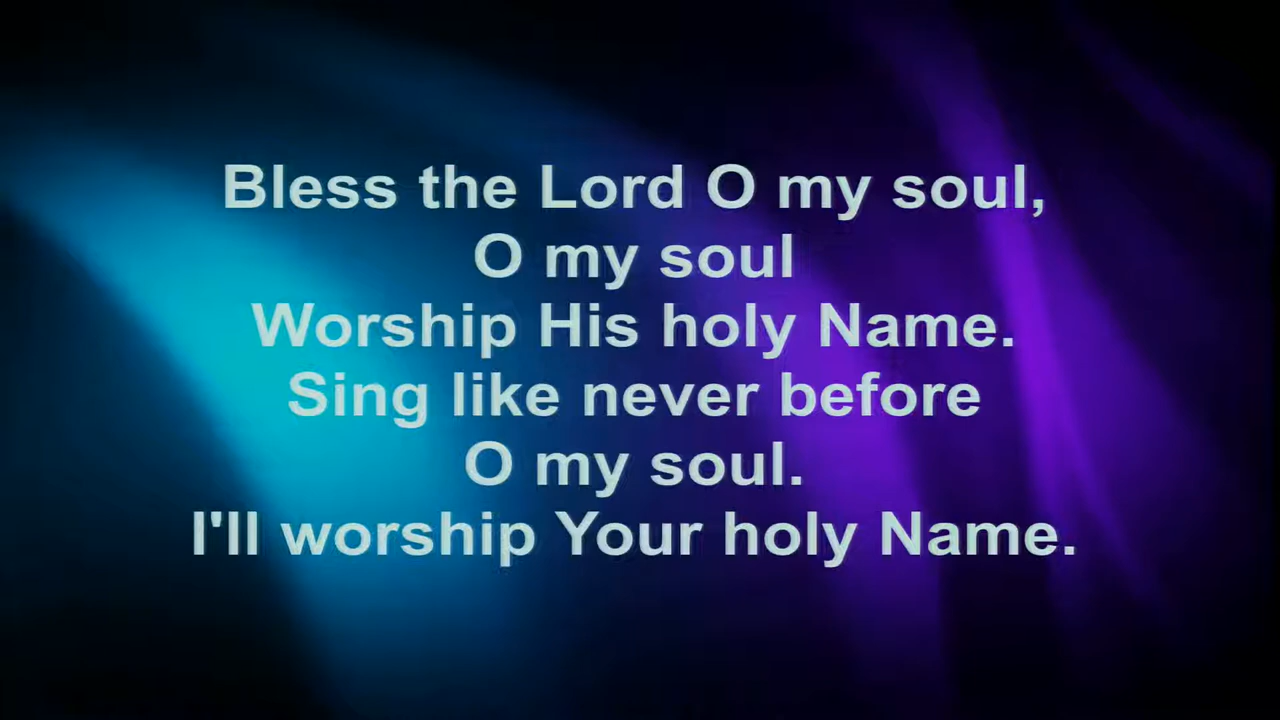 Bless the Lord O my soul,
O my soul
Worship His holy Name.
Sing like never before
O my soul.
I'll worship Your holy Name.